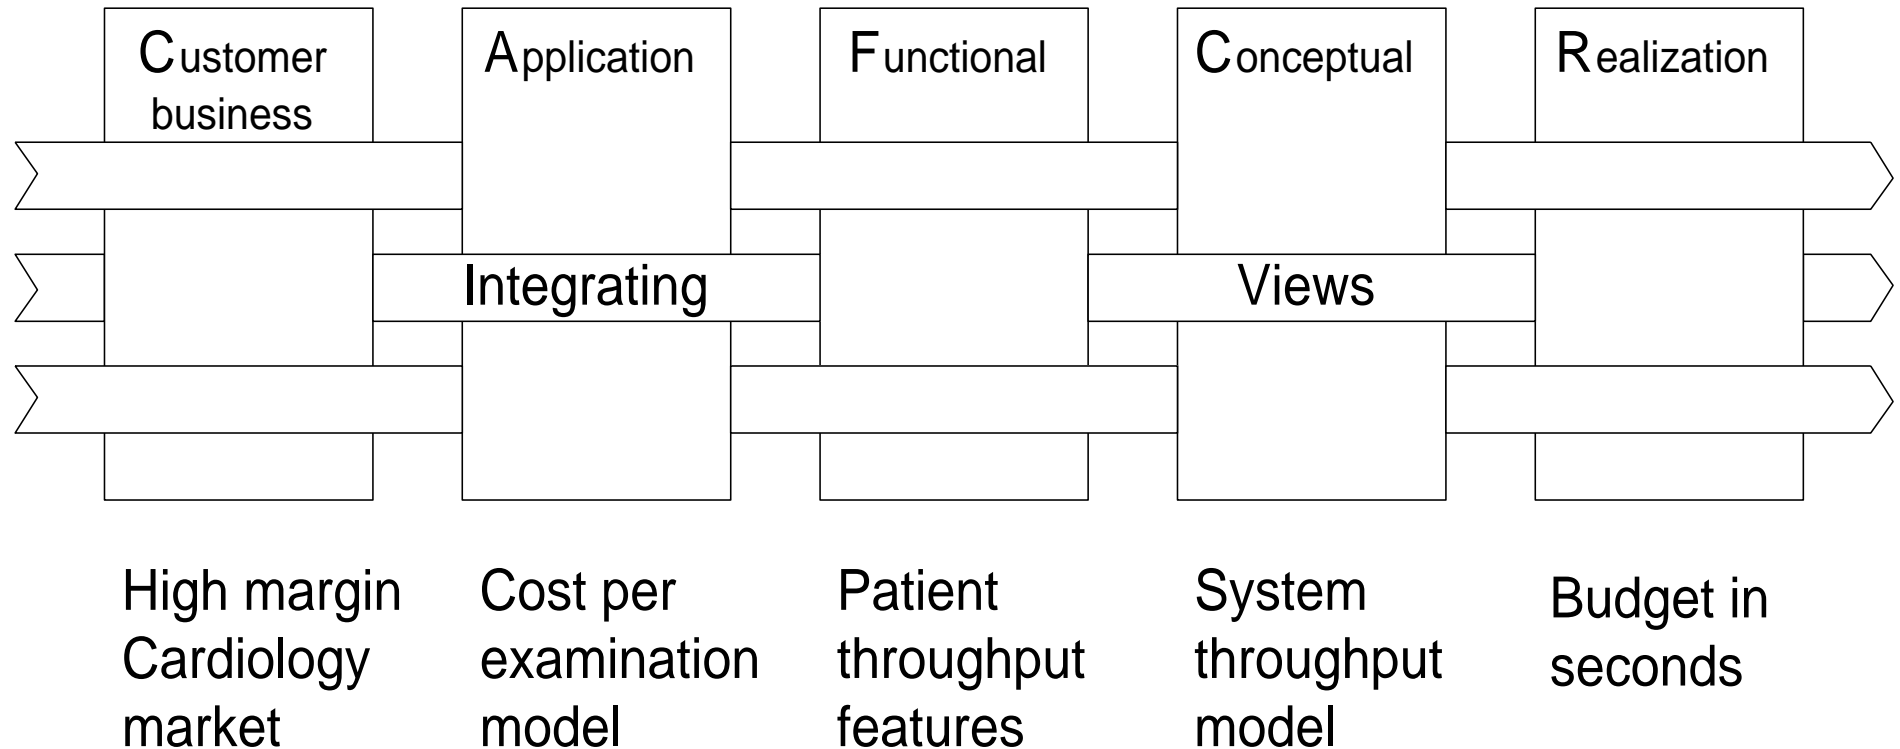 Customer
business
Application
Functional
Conceptual
Realization
Integrating
Views
High margin
Cardiology
market
Cost per
examination
model
Patient
throughput
features
System
throughput
model
Budget in
seconds